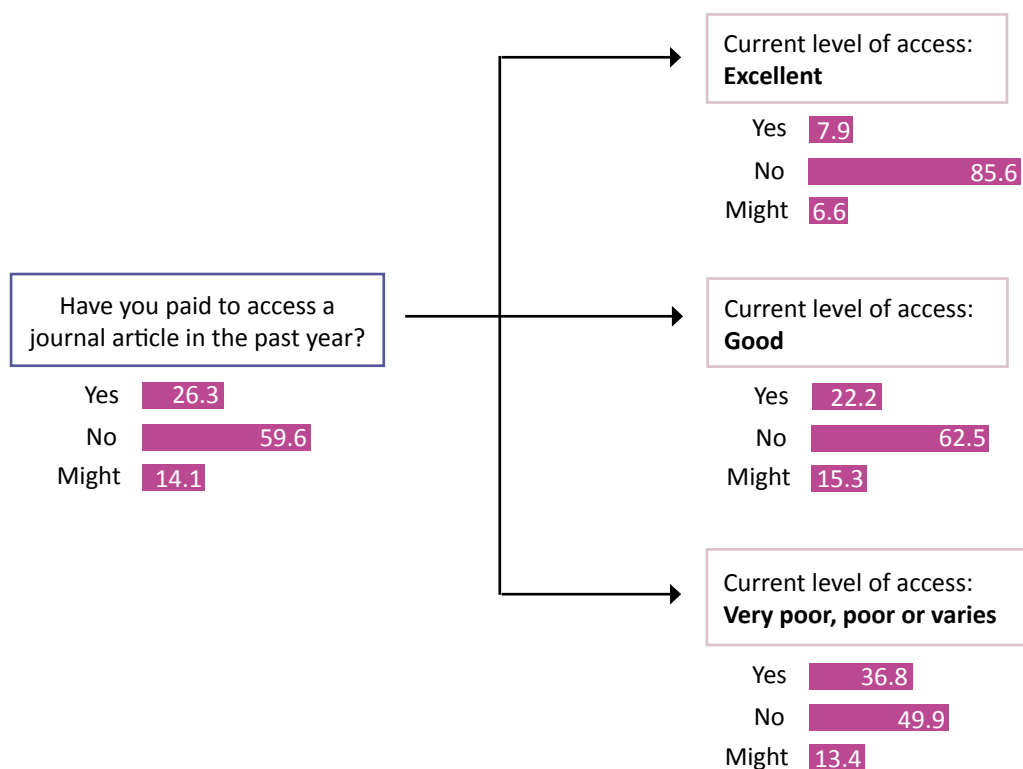 Have you paid to access a
journal article in the past year?
Yes 26.3
No 59.6
Might 14.1
Current level of access:
Excellent
Yes 7.9
No 85.6
Might 6.6
Current level of access:
Good
Yes 22.2
No 62.5
Might 15.3
Current level of access:
Very poor, poor or varies
Yes 36.8
No 49.9
Might 13.4